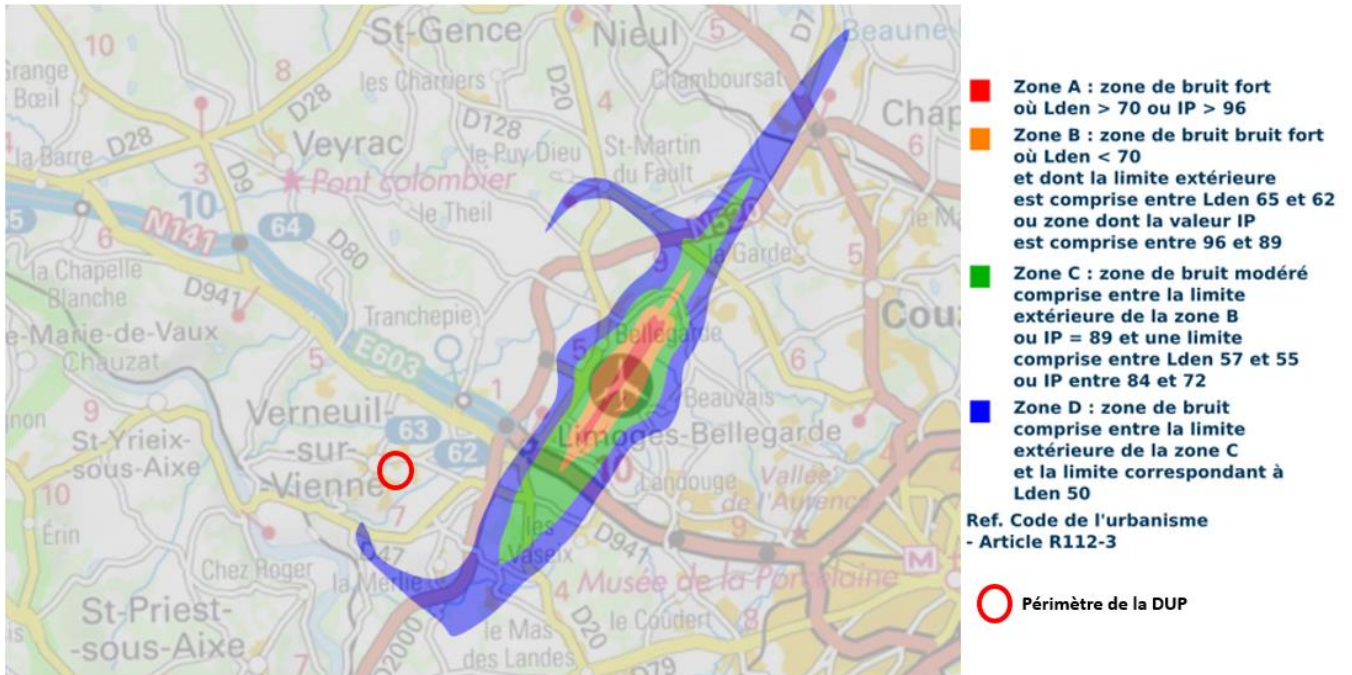 St-Gence
Nieul
5
D7
Beaune-
10
8
les Charriers
D20
Chamboursat
Grange
Bœil
D28
4
Chap
Veyrac
D128
le Puy Dieu
St-Martin
du Fault
6
la Barre
D28
3
D9
Pont colombier
10
le Theil
N141
64
6
D80
9
la Garde
5
la Chapelle
Blanche
D941
Tranchepie
Cou
e-Marie-de-Vaux
Chauzat
5
E603
5
Bellegarde
6
1
Beauvais
9
Verneuil-
-sur-
-Vienne
63
62
Limoges-Bellegarde
St-Yrieix-
-sous-Aixe
10
10
Landouge
Vallée
de l'Aurence
Érin
7
les
Vaseix
D941
9
D47
Chez Roger
la Merlie
4
Musée de la Porcelaine
M
St-Priest-
-sous-Aixe
7
D2000
le Mas
des Landes
D20
le Coudert
8
D79
Zone A : zone de bruit fort
où Lden > 70 ou IP > 96
Zone B : zone de bruit bruit fort
où Lden < 70
et dont la limite extérieure
est comprise entre Lden 65 et 62
ou zone dont la valeur IP
est comprise entre 96 et 89
Zone C : zone de bruit modéré
comprise entre la limite
extérieure de la zone B
ou IP = 89 et une limite
comprise entre Lden 57 et 55
ou IP entre 84 et 72
Zone D : zone de bruit
comprise entre la limite
extérieure de la zone C
et la limite correspondant à
Lden 50
Ref. Code de l'urbanisme
- Article R112-3
Périmètre de la DUP